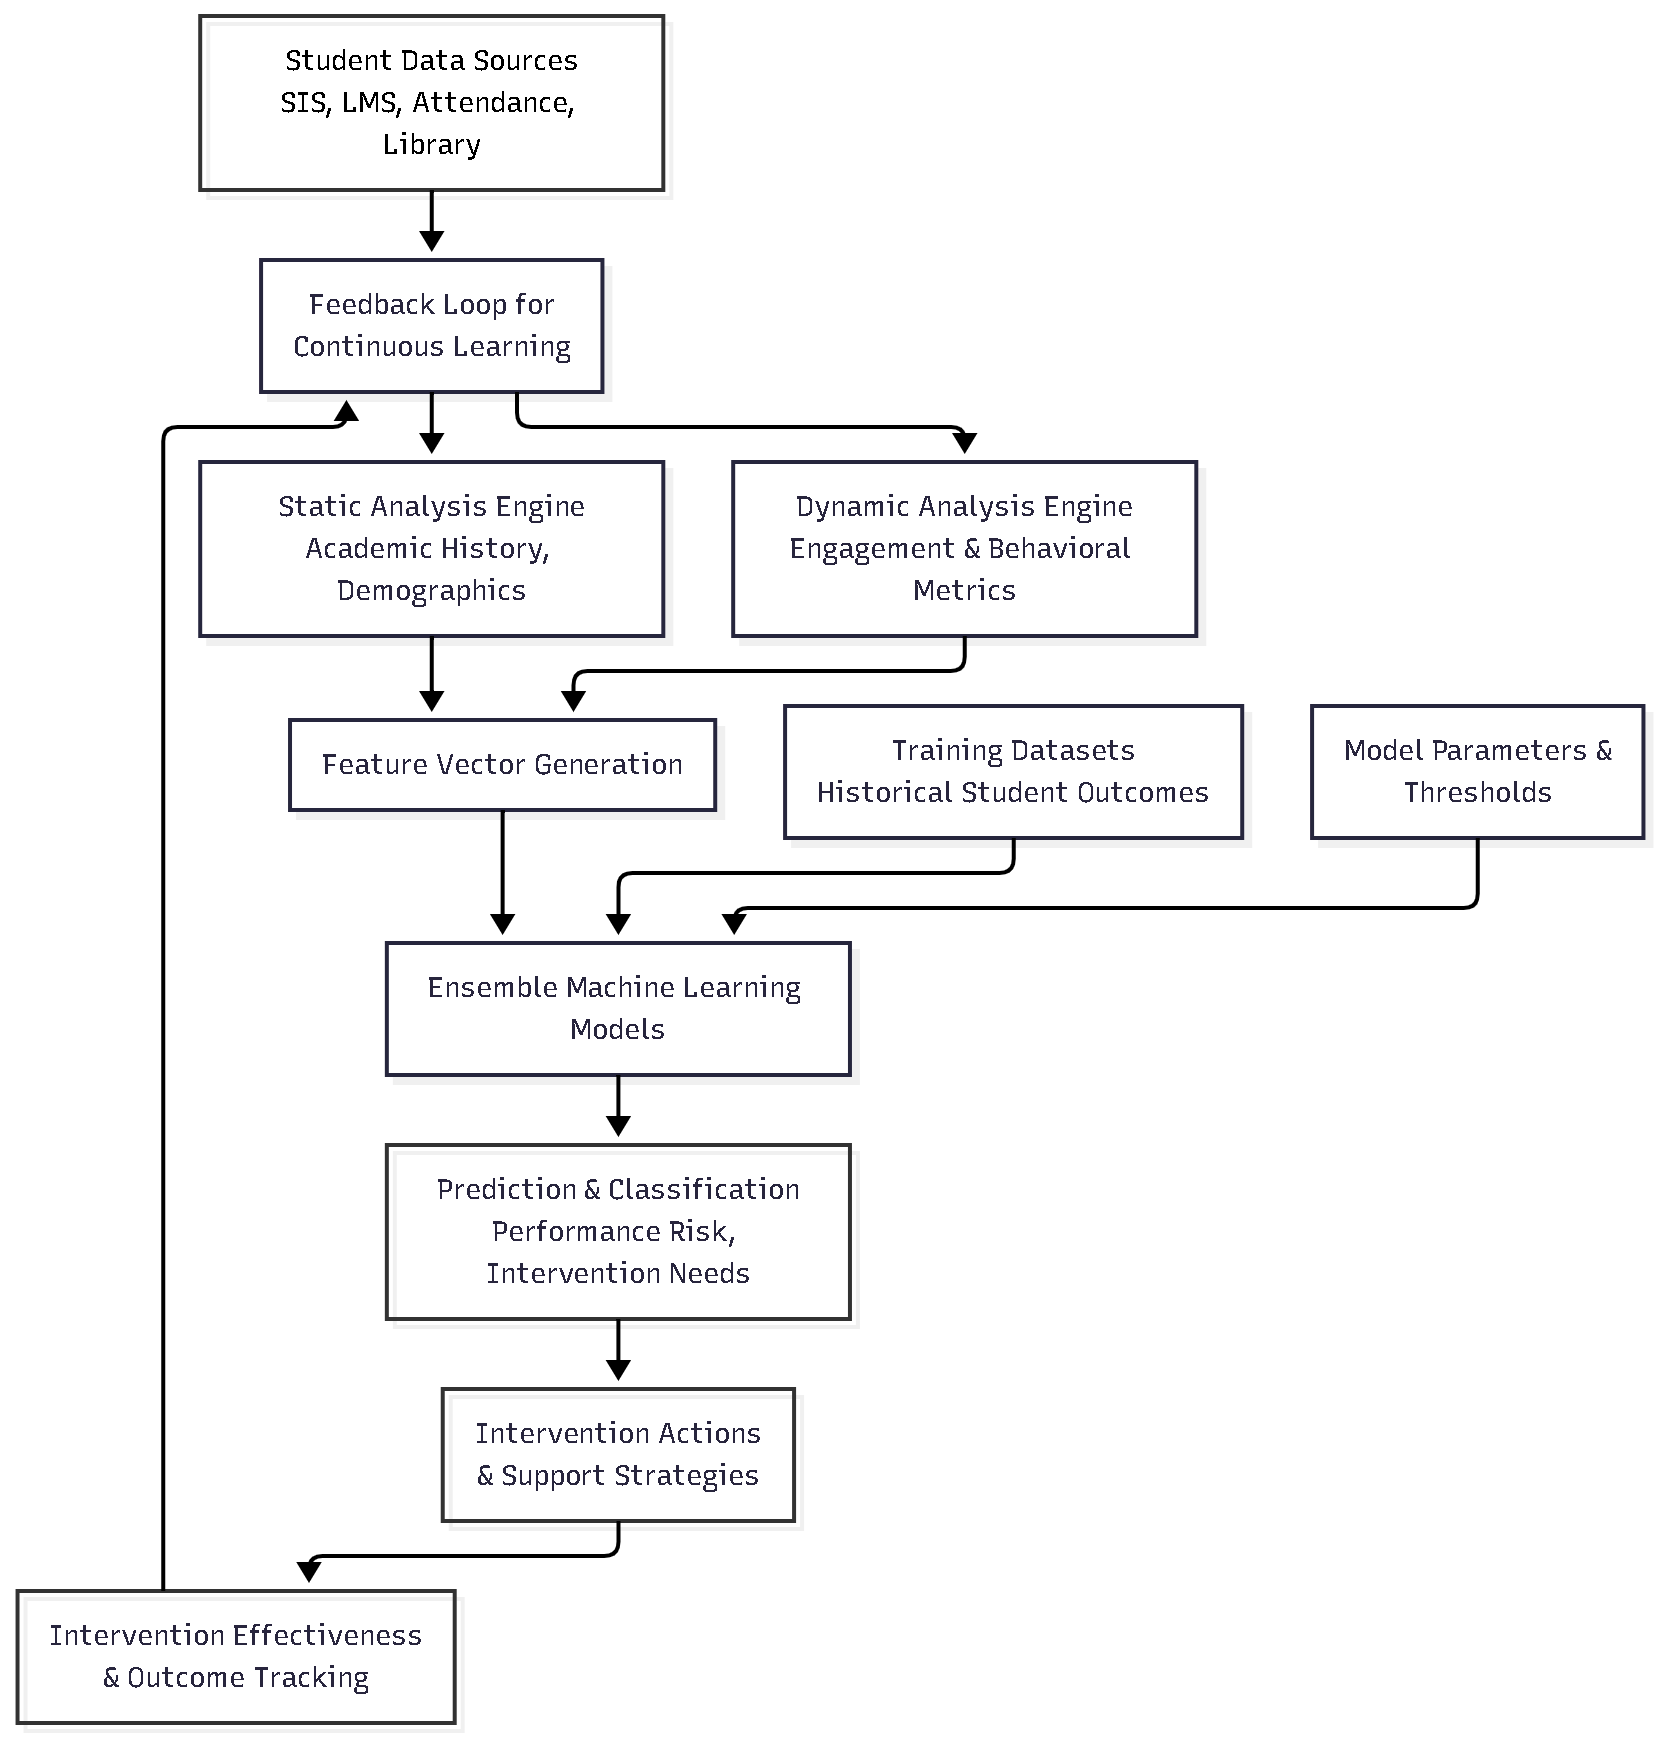 Student Data Sources
SIS, LMS, Attendance,
Library
Feedback Loop for
Continuous Learning
Static Analysis Engine
Academic History,
Demographics
Dynamic Analysis Engine
Engagement & Behavioral
Metrics
Feature Vector Generation
Training Datasets
Historical Student Outcomes
Model Parameters &
Thresholds
Ensemble Machine Learning
Models
Prediction & Classification
Performance Risk,
Intervention Needs
Intervention Actions
& Support Strategies
Intervention Effectiveness
& Outcome Tracking